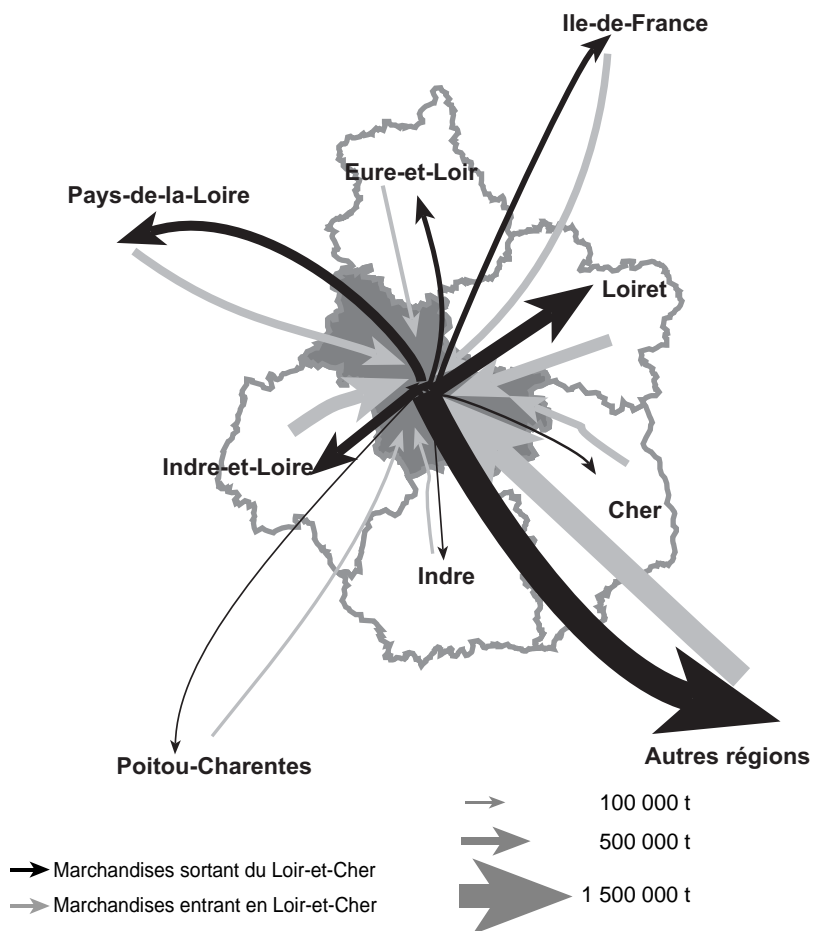 Ile-de-France
Eure-et-Loir
Pays-de-la-Loire
Loiret
Indre-et-Loire
Cher
Indre
Autres régions
Poitou-Charentes
100 000 t
500 000 t
Marchandises sortant du Loir-et-Cher
1 500 000 t
Marchandises entrant en Loir-et-Cher